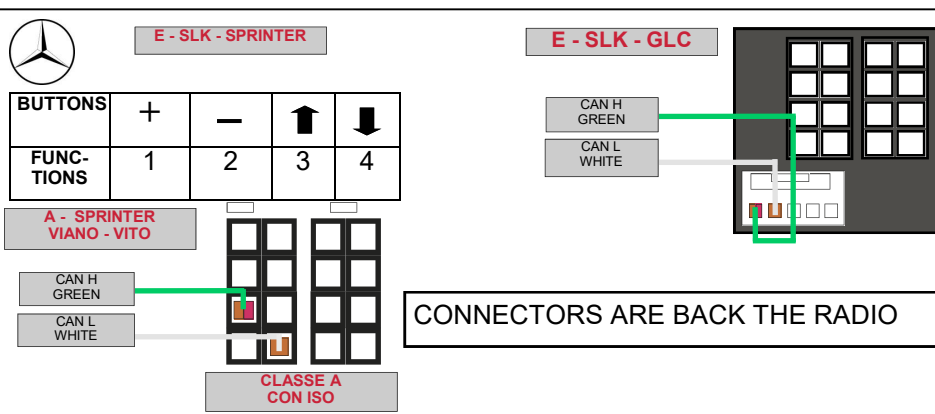 E - SLK - SPRINTER
E - SLK - GLC
BUTTONS + – ⬆ ⬇
FUNC-
TIONS 1 2 3 4
CAN H
GREEN
CAN L
WHITE
A - SPRINTER
VIANO - VITO
CAN H
GREEN
CAN L
WHITE
CONNECTORS ARE BACK THE RADIO
CLASSE A
CON ISO